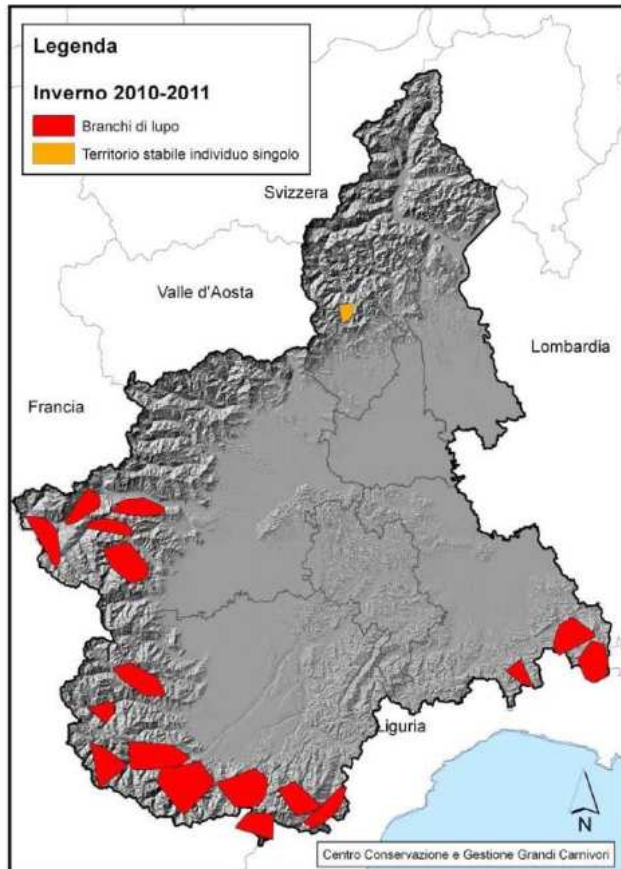 Legenda
Inverno 2010-2011
Branchi di lupo
Territorio stabile individuo singolo
Svizzera
Valle d'Aosta
Lombardia
Francia
Liguria
N
Centro Conservazione e Gestione Grandi Carnivori